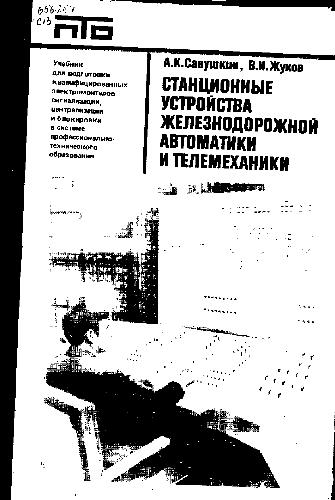 656.25
С13
ПТО
Учебник
для подготовки
квалифицированных
электромонтеров
сигнализации,
централизации
и блокировки
в системе
профессионально-
технического
образования
А.К.Савушкин, В.И.Жуков
СТАНЦИОННЫЕ
УСТРОЙСТВА
ЖЕЛЕЗНОДОРОЖНОЙ
АВТОМАТИКИ
И ТЕЛЕМЕХАНИКИ